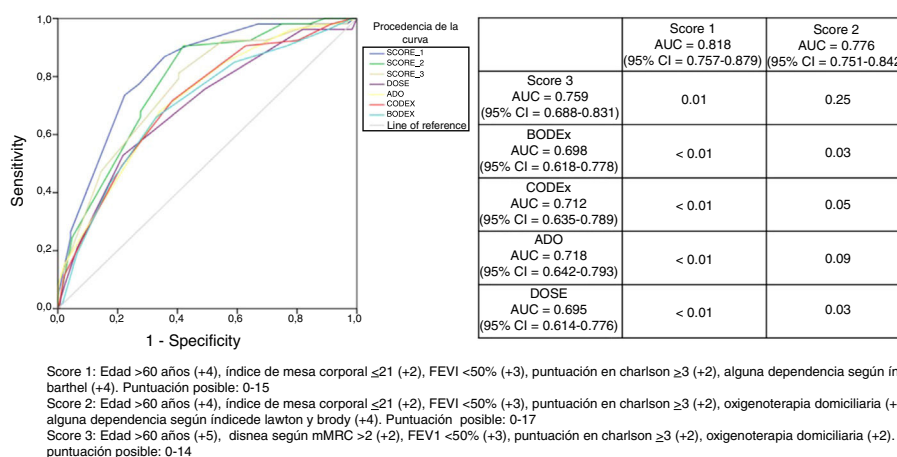 1,0
0,8
0,6
0,4
0,2
0,0
0,0
0,2
0,4
0,6
0,8
1,0
Sensitivity
1 - Specificity
Procedencia de la
curva
SCORE_1
SCORE_2
SCORE_3
DOSE
ADO
CODEX
BODEX
Line of reference
Score 1
AUC = 0.818
(95% CI = 0.757-0.879)
Score 2
AUC = 0.776
(95% CI = 0.751-0.842
Score 3
AUC = 0.759
(95% CI = 0.688-0.831)
0.01
0.25
BODEx
AUC = 0.698
(95% CI = 0.618-0.778)
< 0.01
0.03
CODEx
AUC = 0.712
(95% CI = 0.635-0.789)
< 0.01
0.05
ADO
AUC = 0.718
(95% CI = 0.642-0.793)
< 0.01
0.09
DOSE
AUC = 0.695
(95% CI = 0.614-0.776)
< 0.01
0.03
Score 1: Edad >60 años (+4), índice de mesa corporal ≤21 (+2), FEVI <50% (+3), puntuación en charlson ≥3 (+2), alguna dependencia según
barthel (+4). Puntuación posible: 0-15
Score 2: Edad >60 años (+4), índice de mesa corporal ≤21 (+2), FEVI <50% (+3), puntuación en charlson ≥3 (+2), oxigenoterapia domiciliaria (+
alguna dependencia según índicede lawton y brody (+4). Puntuación posible: 0-17
Score 3: Edad >60 años (+5), disnea según mMRC >2 (+2), FEV1 <50% (+3), puntuación en charlson ≥3 (+2), oxigenoterapia domiciliaria (+2).
puntuación posible: 0-14